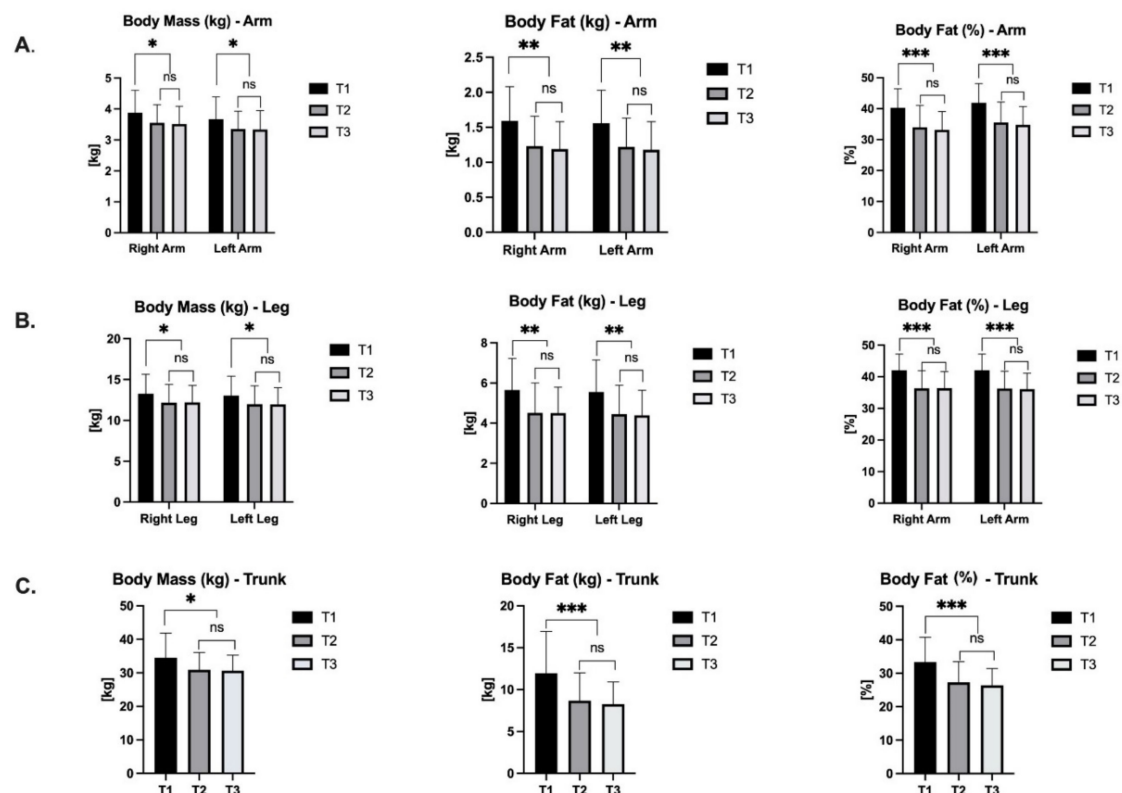 A.
Body Mass (kg) - Arm
* *
ns ns
[kg]
5
4
3
2
1
0
Right Arm Left Arm
T1
T2
T3
Body Fat (kg) - Arm
** **
ns ns
[kg]
2.5
2.0
1.5
1.0
0.5
0.0
Right Arm Left Arm
T1
T2
T3
Body Fat (%) - Arm
*** ***
ns ns
[%]
50
40
30
20
10
0
Right Arm Left Arm
T1
T2
T3
B.
Body Mass (kg) - Leg
* *
ns ns
[kg]
20
15
10
5
0
Right Leg Left Leg
T1
T2
T3
Body Fat (kg) - Leg
** **
ns ns
[kg]
8
6
4
2
0
Right Leg Left Leg
T1
T2
T3
Body Fat (%) - Leg
*** ***
ns ns
[%]
50
40
30
20
10
0
Right Arm Left Arm
T1
T2
T3
C.
Body Mass (kg) - Trunk
*
ns
[kg]
50
40
30
20
10
0
T1 T2 T3
T1
T2
T3
Body Fat (kg) - Trunk
***
ns
[kg]
20
15
10
5
0
T1 T2 T3
T1
T2
T3
Body Fat (%) - Trunk
***
ns
[%]
50
40
30
20
10
0
T1 T2 T3
T1
T2
T3